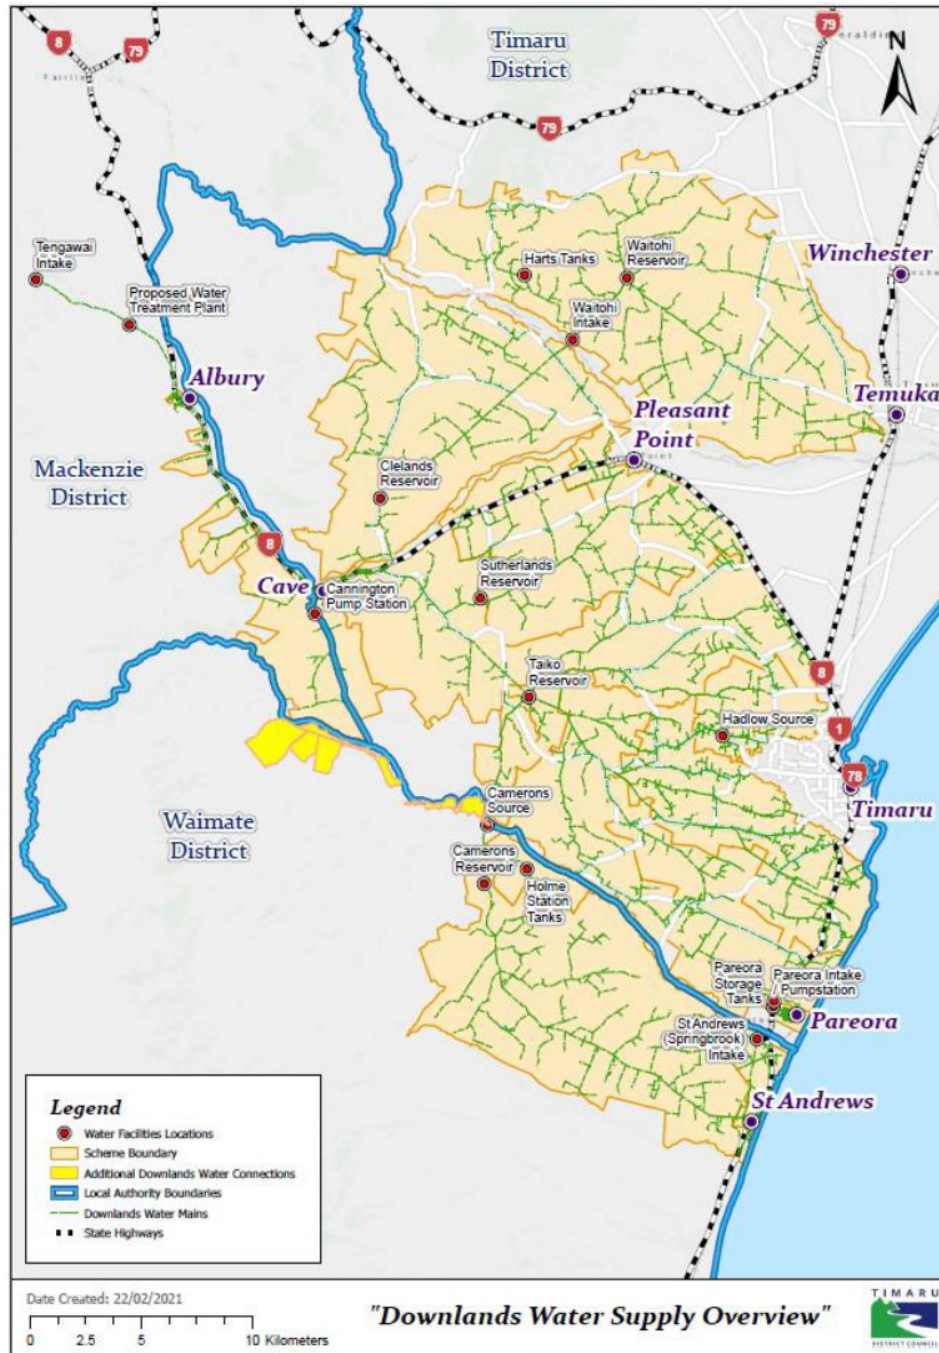 8
79
79
Geraldine
Fairlie
Timaru
District
N
79
Tengawai
Intake
Harts Tanks
Waitohi
Reservoir
Winchester
Proposed Water
Treatment Plant
Waitohi
Intake
Albury
Temuka
Pleasant
Point
Mackenzie
District
Clelands
Reservoir
8
Sutherlands
Reservoir
Cave
Cannington
Pump Station
8
Taiko
Reservoir
Hadlow Source
1
78
Camerons
Source
Timaru
Waimate
District
Camerons
Reservoir
Holme
Station
Tanks
Pareora
Storage
Tanks
Pareora Intake
Pumpstation
Pareora
St Andrews
(Springbrook)
Intake
St Andrews
Legend
Water Facilities Locations
Scheme Boundary
Additional Downlands Water Connections
Local Authority Boundaries
Downlands Water Mains
State Highways
Date Created: 22/02/2021
0 2.5 5 10 Kilometers
"Downlands Water Supply Overview"
TIMARU
DISTRICT COUNCIL